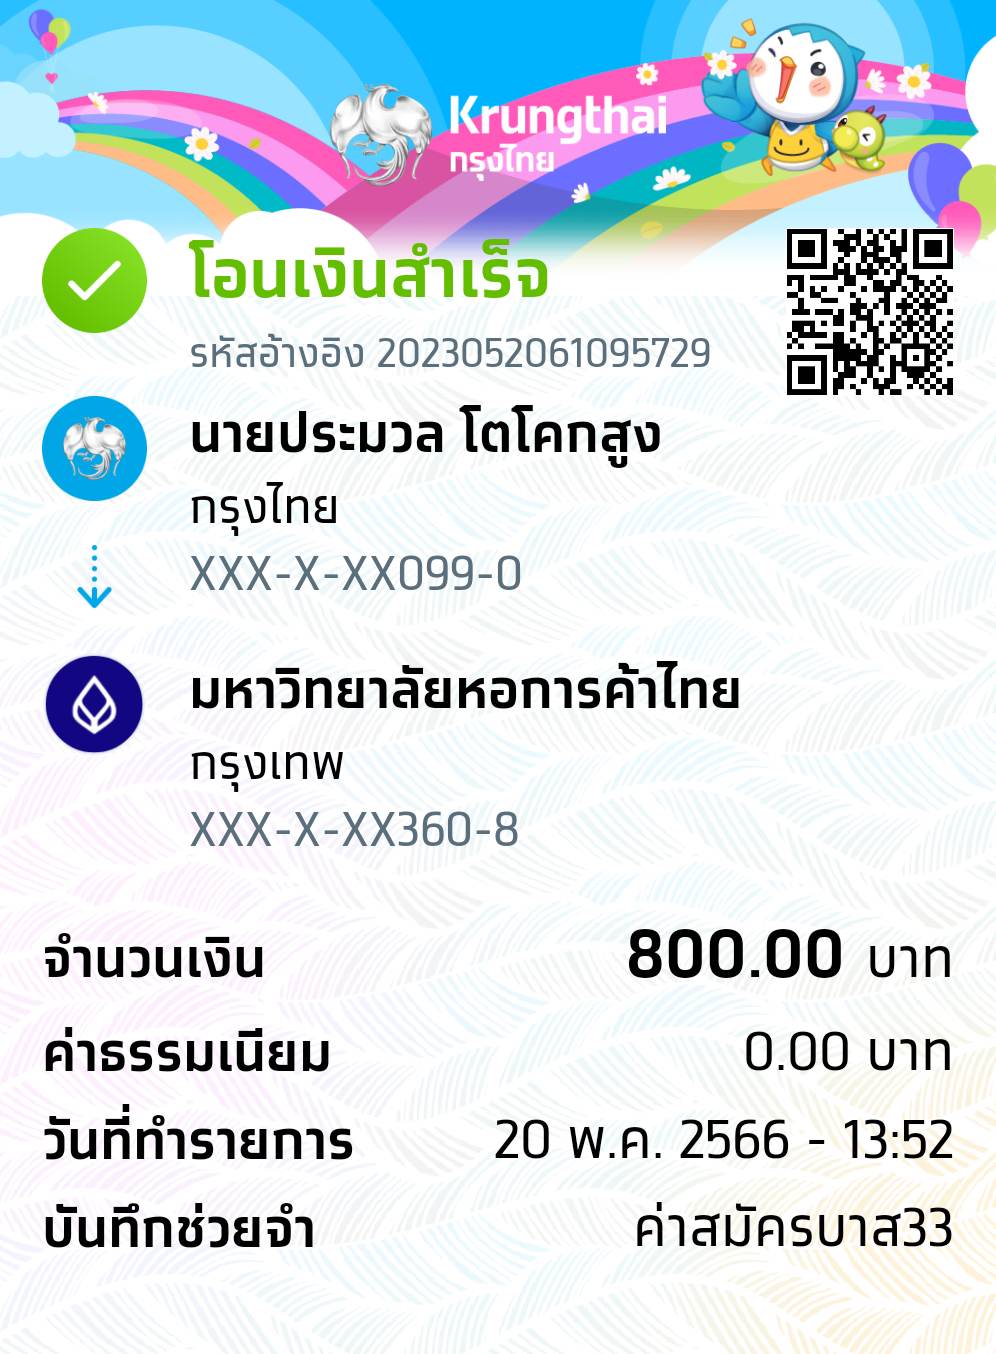 Krungthai
กรุงไทย
โอนเงินสำเร็จ
รหัสอ้างอิง 2023052061095729
นายประมวล โตโคกสูง
กรุงไทย
XXX-X-XX099-0
มหาวิทยาลัยหอการค้าไทย
กรุงเทพ
XXX-X-XX360-8
จำนวนเงิน 800.00 บาท
ค่าธรรมเนียม 0.00 บาท
วันที่ทำรายการ 20 พ.ค. 2566 - 13:52
บันทึกช่วยจำ ค่าสมัครบาส33